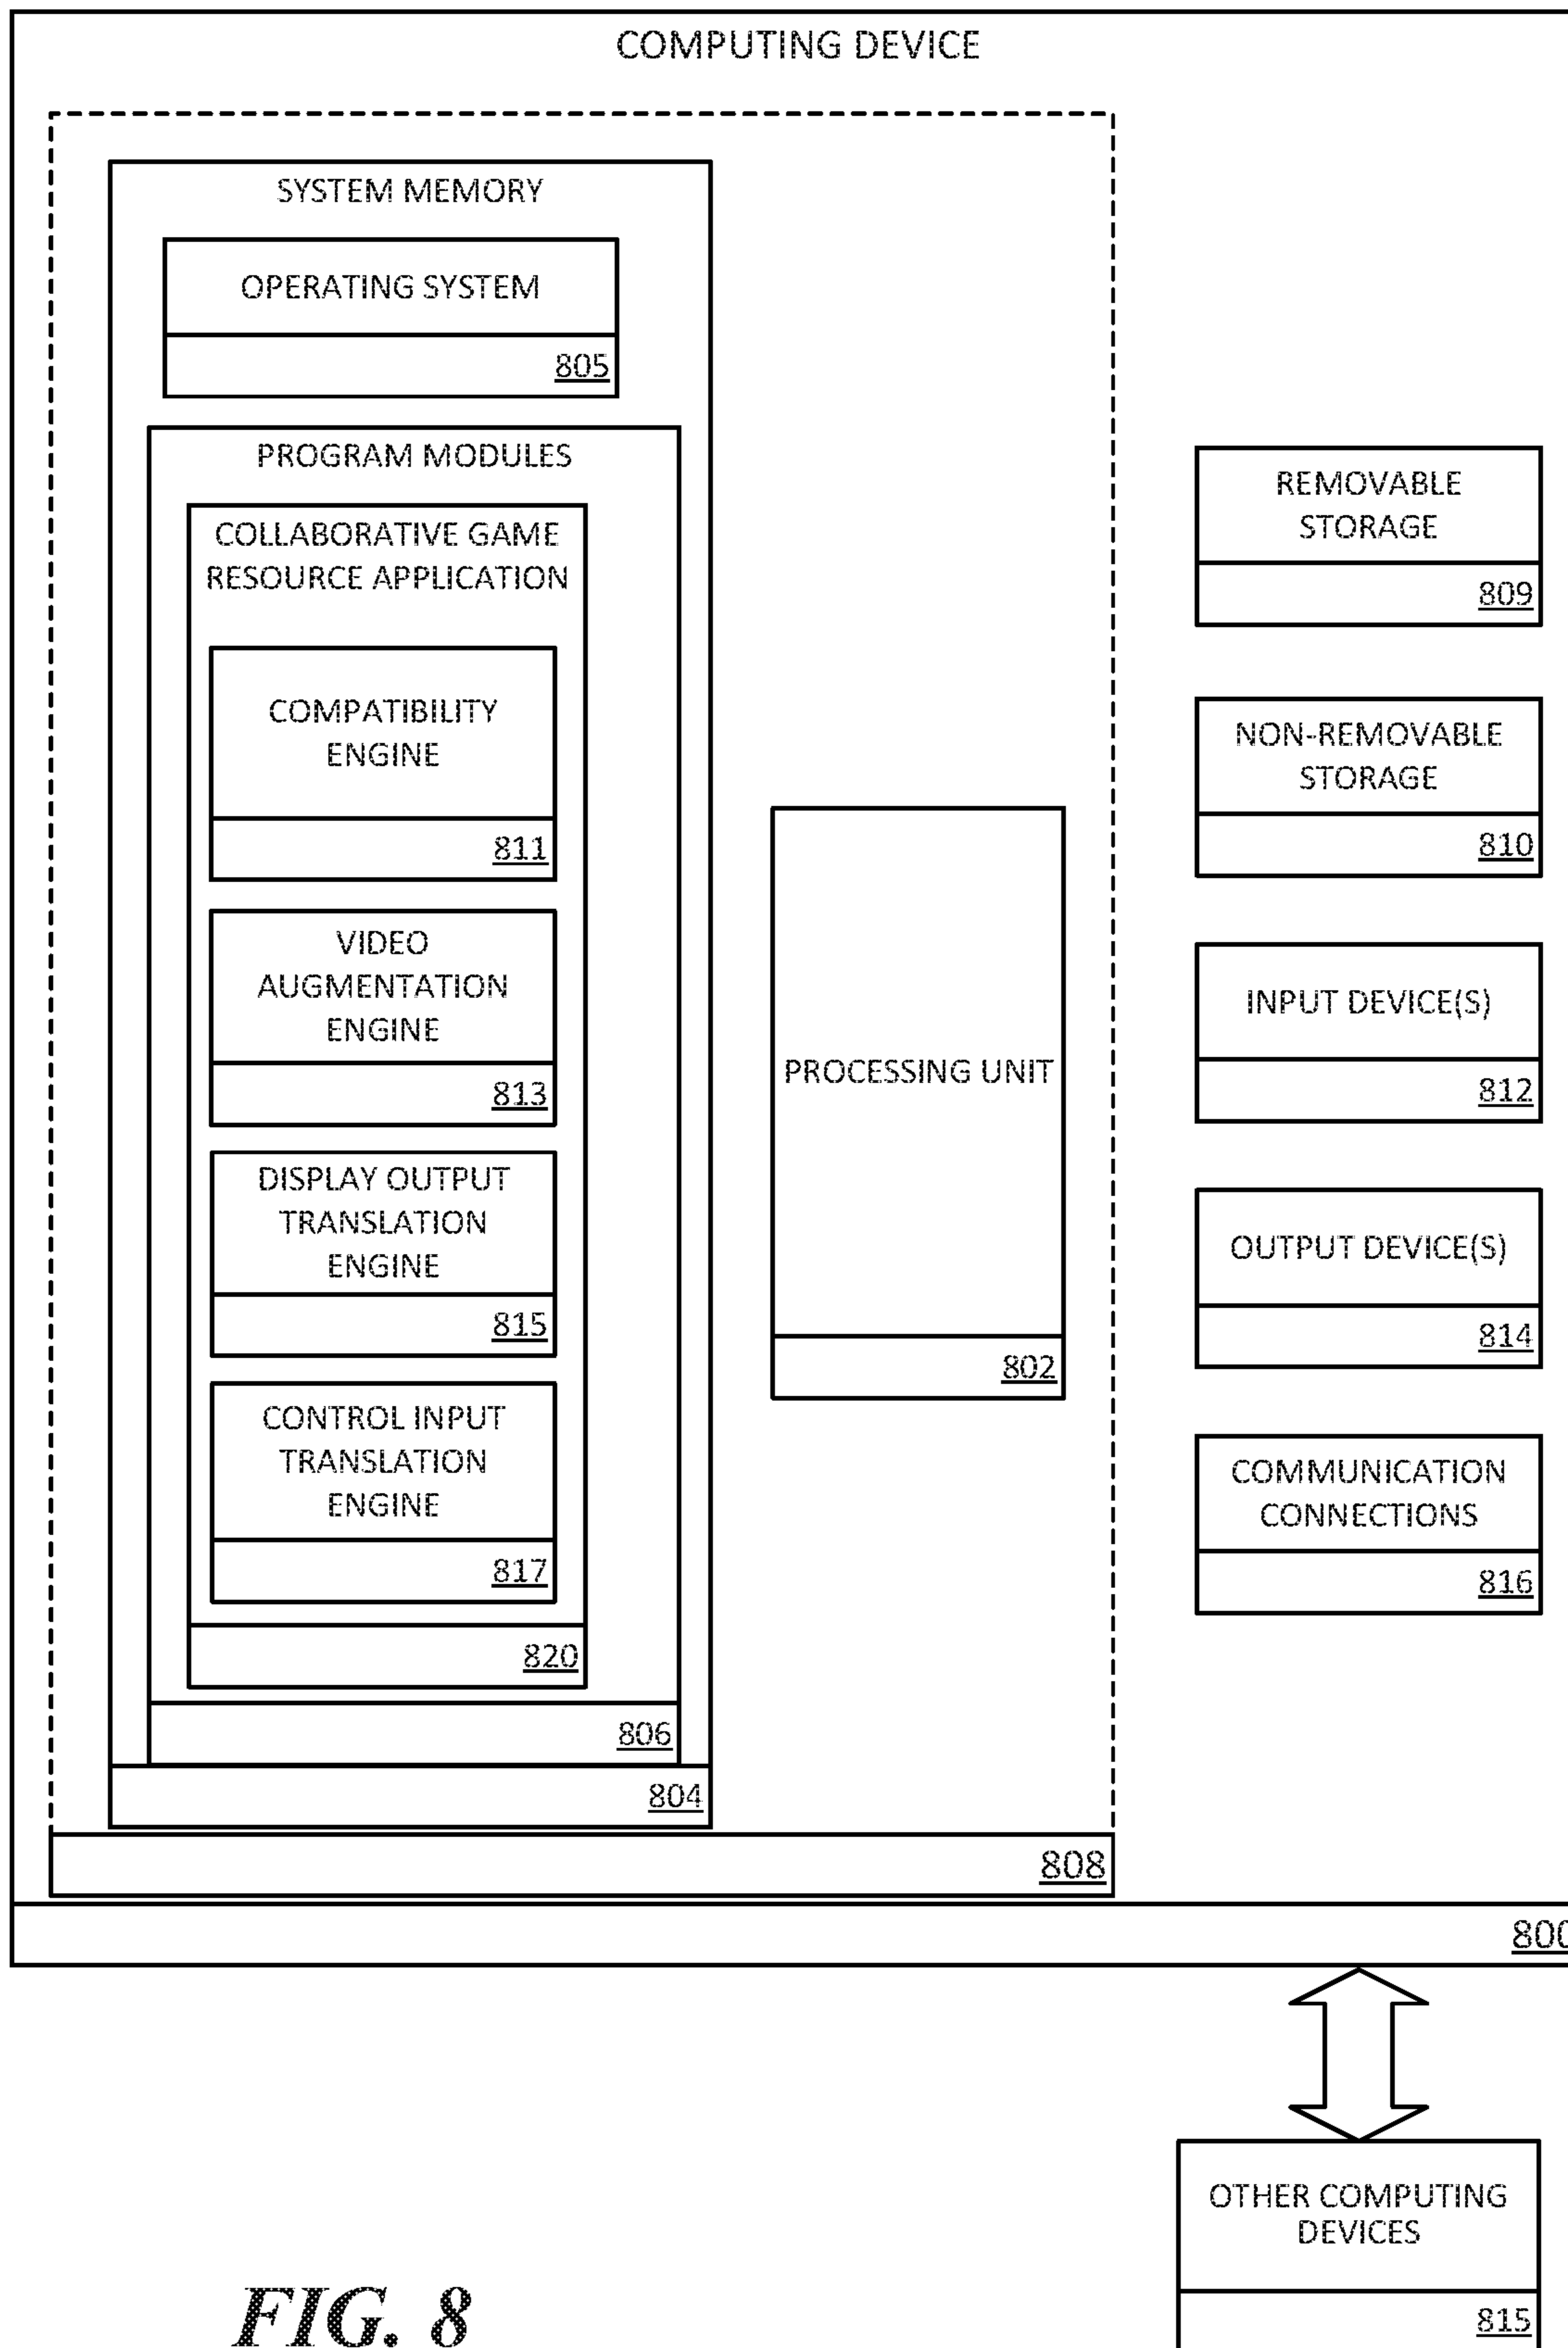 COMPUTING DEVICE
SYSTEM MEMORY
OPERATING SYSTEM
805
PROGRAM MODULES
COLLABORATIVE GAME
RESOURCE APPLICATION
COMPATIBILITY
ENGINE
811
VIDEO
AUGMENTATION
ENGINE
813
DISPLAY OUTPUT
TRANSLATION
ENGINE
815
CONTROL INPUT
TRANSLATION
ENGINE
817
820
806
804
PROCESSING UNIT
802
808
REMOVABLE
STORAGE
809
NON-REMOVABLE
STORAGE
810
INPUT DEVICE(S)
812
OUTPUT DEVICE(S)
814
COMMUNICATION
CONNECTIONS
816
800
OTHER COMPUTING
DEVICES
815
FIG. 8